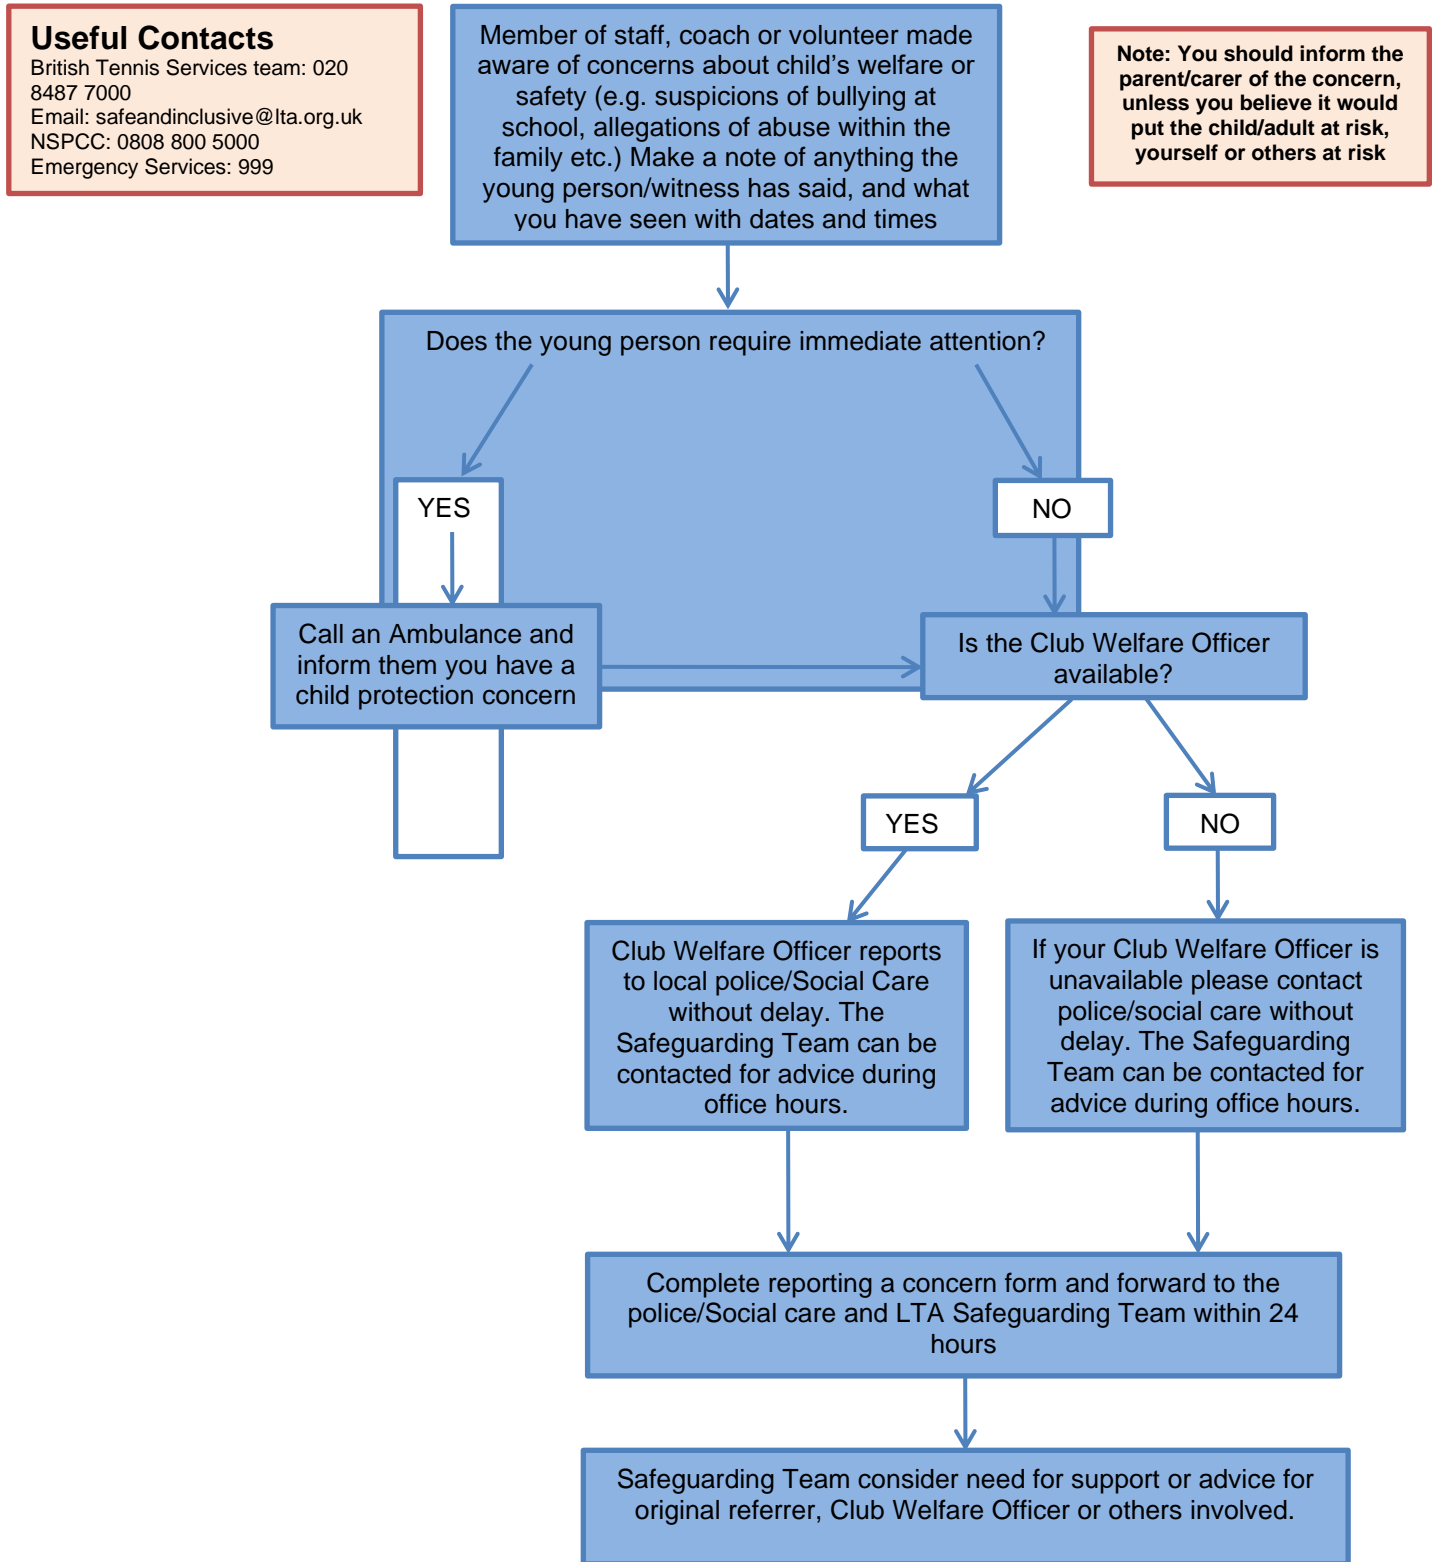 Useful Contacts
British Tennis Services team: 020
8487 7000
Email: safeandinclusive@lta.org.uk
NSPCC: 0808 800 5000
Emergency Services: 999
Member of staff, coach or volunteer made
aware of concerns about child's welfare or
safety (e.g. suspicions of bullying at
school, allegations of abuse within the
family etc.) Make a note of anything the
young person/witness has said, and what
you have seen with dates and times
Note: You should inform the
parent/carer of the concern,
unless you believe it would
put the child/adult at risk,
yourself or others at risk
Does the young person require immediate attention?
YES
NO
Call an Ambulance and
inform them you have a
child protection concern
Is the Club Welfare Officer
available?
YES
NO
Club Welfare Officer reports
to local police/Social Care
without delay. The
Safeguarding Team can be
contacted for advice during
office hours.
If your Club Welfare Officer is
unavailable please contact
police/social care without
delay. The Safeguarding
Team can be contacted for
advice during office hours.
Complete reporting a concern form and forward to the
police/Social care and LTA Safeguarding Team within 24
hours
Safeguarding Team consider need for support or advice for
original referrer, Club Welfare Officer or others involved.